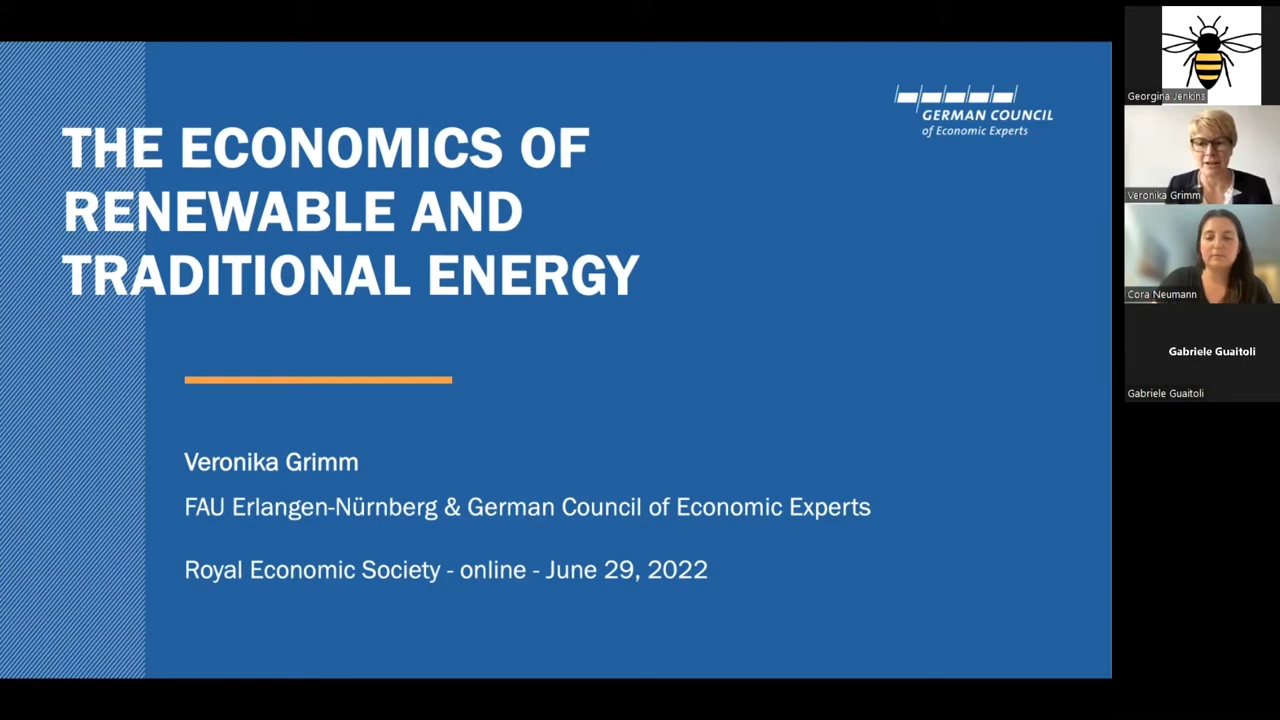 THE ECONOMICS OF
RENEWABLE AND
TRADITIONAL ENERGY
GERMAN COUNCIL
of Economic Experts
Veronika Grimm
FAU Erlangen-Nürnberg & German Council of Economic Experts
Royal Economic Society - online - June 29, 2022
Georgina Jenkins
Veronika Grimm
Cora Neumann
Gabriele Guaitoli
Gabriele Guaitoli